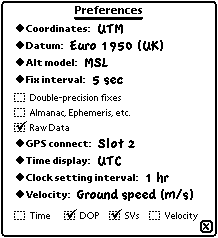 Preferences
Coordinates: UTM
Datum: Euro 1950 (UK)
Alt model: MSL
Fix interval: 5 sec
Double-precision fixes
Almanac, Ephemeris, etc.
Raw Data
GPS connect: Slot 2
Time display: UTC
Clock setting interval: 1 hr
Velocity: Ground speed (m/s)
Time DOP SVs Velocity